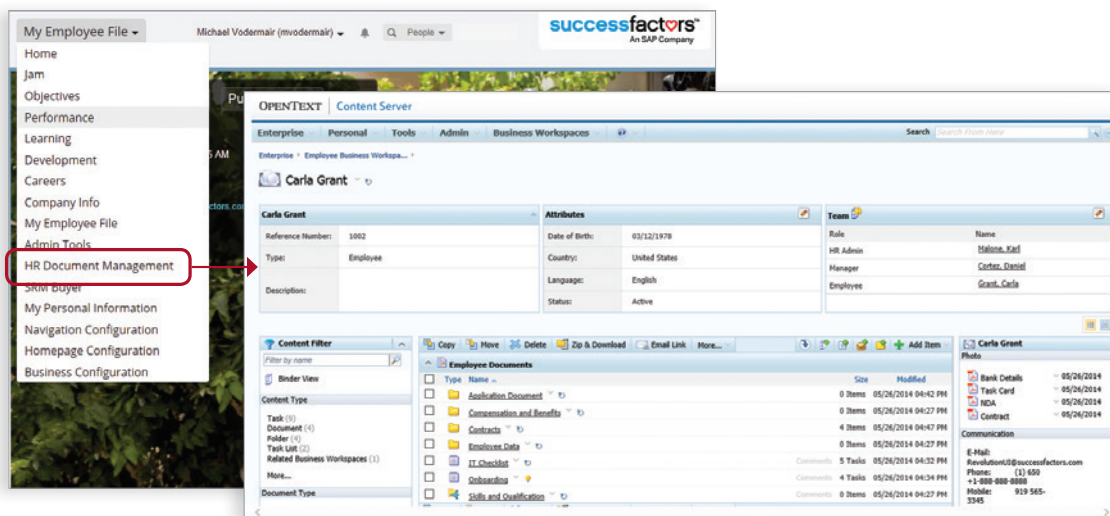 My Employee File
Michael Vodermair (mvodermair)
People
successfactors™
An SAP Company
Home
Jam
Objectives
Performance
Learning
Development
Careers
Company Info
My Employee File
Admin Tools
HR Document Management
SRM Buyer
My Personal Information
Navigation Configuration
Homepage Configuration
Business Configuration
Pu
AM
ctors.co
OPENTEXT | Content Server
Enterprise Personal Tools Admin Business Workspaces
Search Search From Here
Enterprise Employee Business Workspa...
Carla Grant
Carla Grant
Reference Number: 1002
Type: Employee
Description:
Attributes
Date of Birth: 03/12/1978
Country: United States
Language: English
Status: Active
Team
Role Name
HR Admin Malone, Karl
Manager Cortez, Daniel
Employee Grant, Carla
Content Filter
Filter by name
Binder View
Content Type
Task (9)
Document (4)
Folder (4)
Task List (2)
Related Business Workspaces (1)
More...
Document Type
Copy Move Delete Zip & Download Email Link More...
Add Item
Employee Documents
Type Name Size Modified
Application Document 0 Items 05/26/2014 04:42 PM
Compensation and Benefits 0 Items 05/26/2014 04:27 PM
Contracts 4 Items 05/26/2014 04:47 PM
Employee Data 0 Items 05/26/2014 04:27 PM
IT Checklist Comments 5 Tasks 05/26/2014 04:32 PM
Onboarding Comments 4 Tasks 05/26/2014 04:34 PM
Skills and Qualification Comments 0 Items 05/26/2014 04:27 PM
Carla Grant
Photo
Bank Details 05/26/2014
Task Card 05/26/2014
NDA 05/26/2014
Contract 05/26/2014
Communication
E-Mail:
RevolutionUI@successfactors.com
Phone: (1) 650
+1-888-888-8888
Mobile: 919 565-
3345